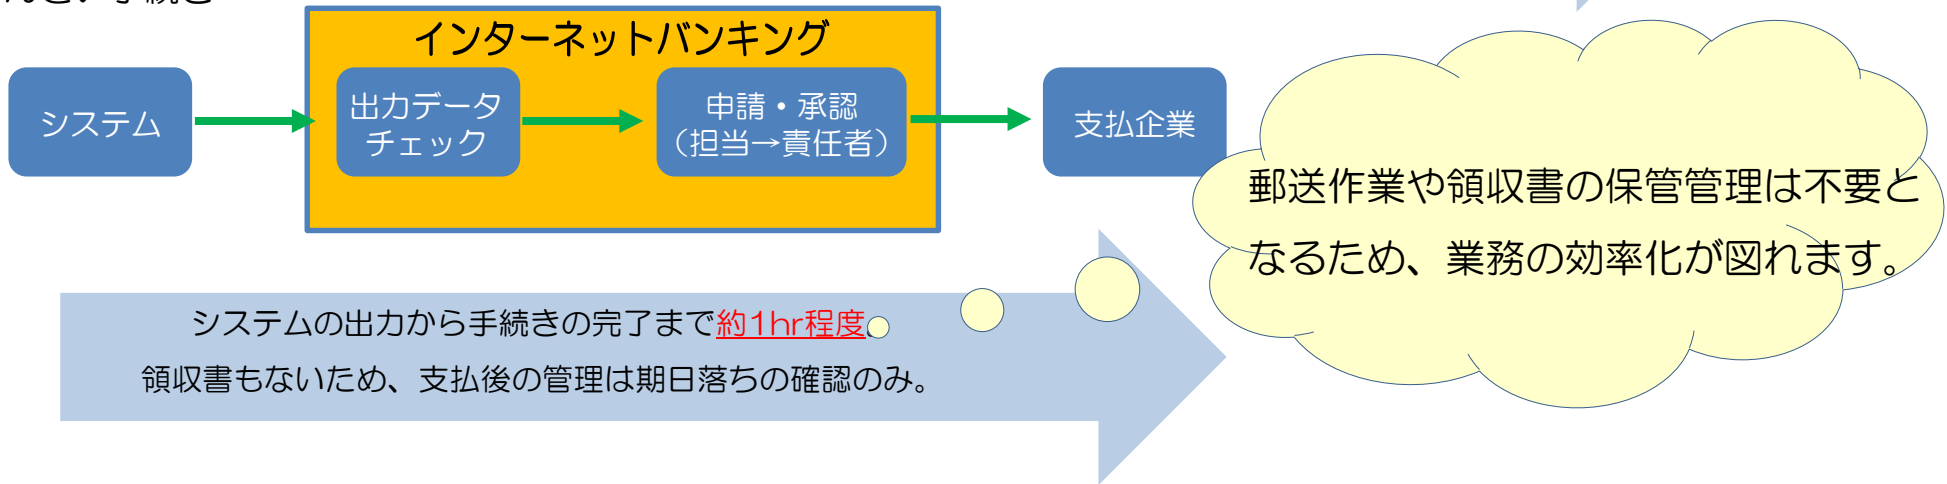 インターネットバンキング
システム
出力データ
チェック
申請・承認
(担当→責任者)
支払企業
郵送作業や領収書の保管管理は不要と
なるため、業務の効率化が図れます。
システムの出力から手続きの完了まで約1hr程度。
領収書もないため、支払後の管理は期日落ちの確認のみ。